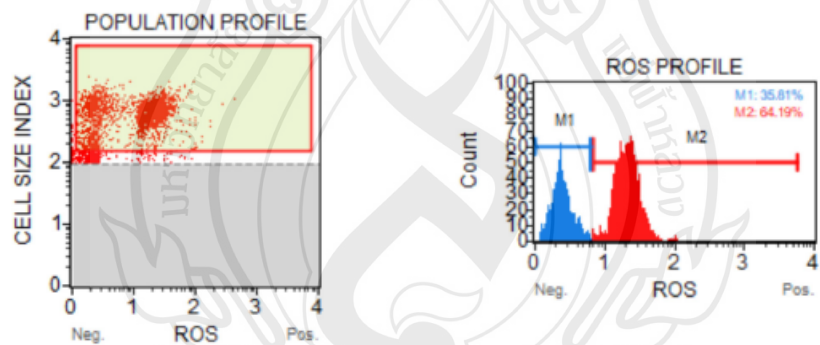 POPULATION PROFILE
4
3
2
1
0
CELL SIZE INDEX
0 1 2 3 4
Neg. ROS Pos.
ROS PROFILE
M1: 35.81%
M2: 64.19%
M1
M2
100
90
80
70
60
50
40
30
20
10
0
Count
0 1 2 3 4
Neg. ROS Pos.